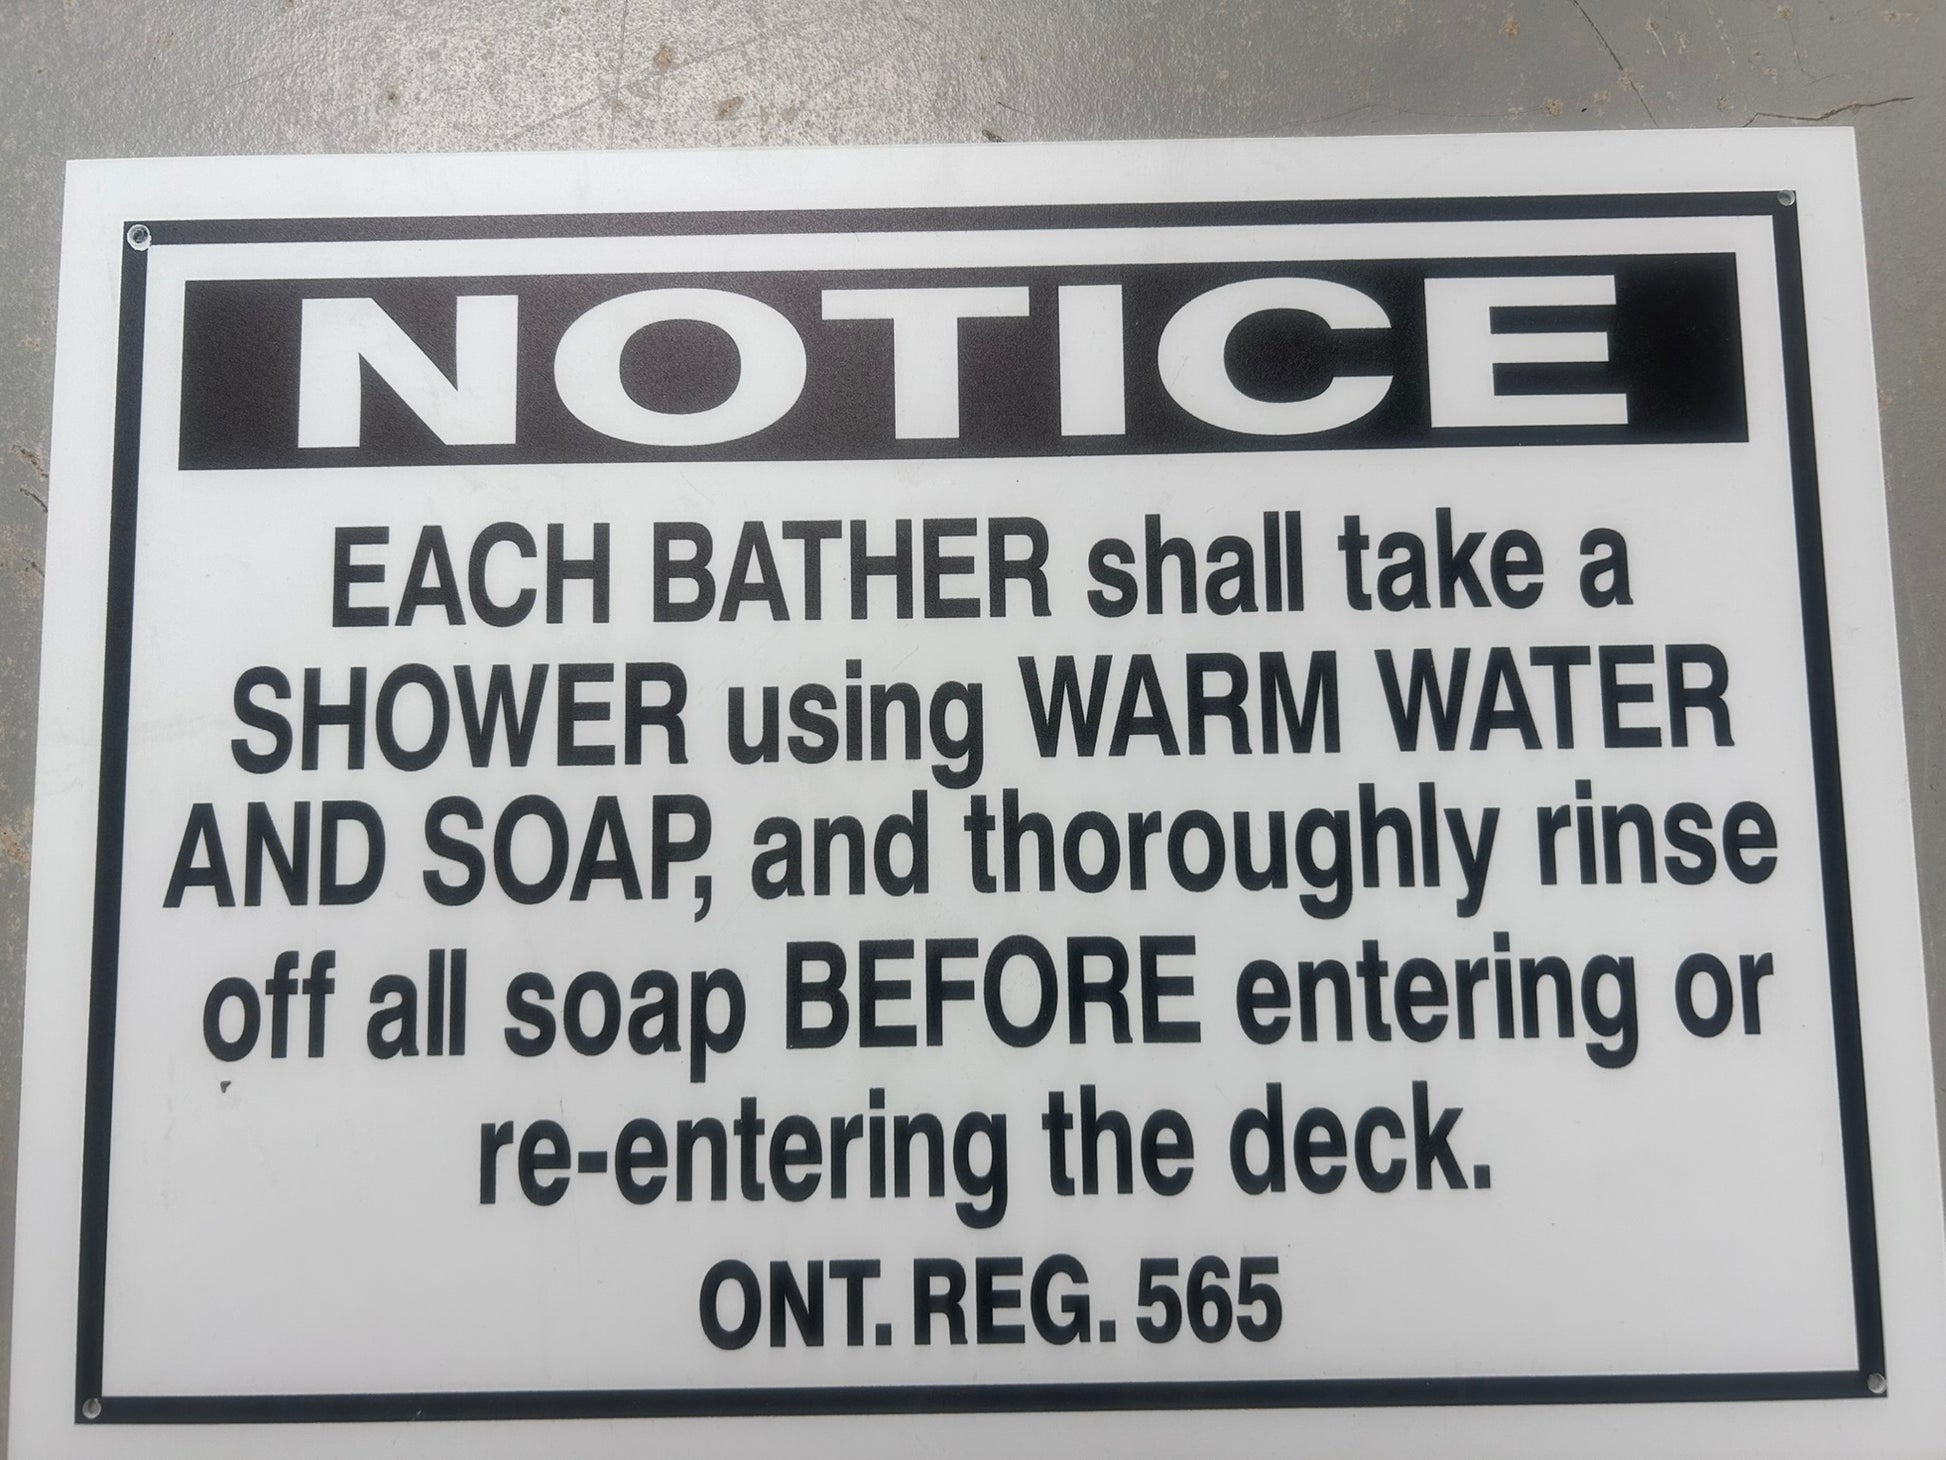 NOTICE
EACH BATHER shall take a
SHOWER using WARM WATER
AND SOAP, and thoroughly rinse
off all soap BEFORE entering or
re-entering the deck.
ONT. REG. 565